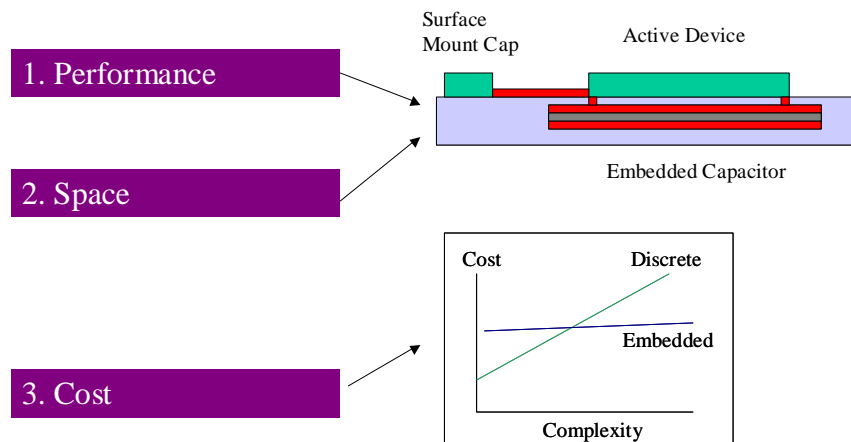 Surface
Mount Cap
Active Device
1. Performance
2. Space
Embedded Capacitor
Cost
Discrete
Embedded
3. Cost
Complexity